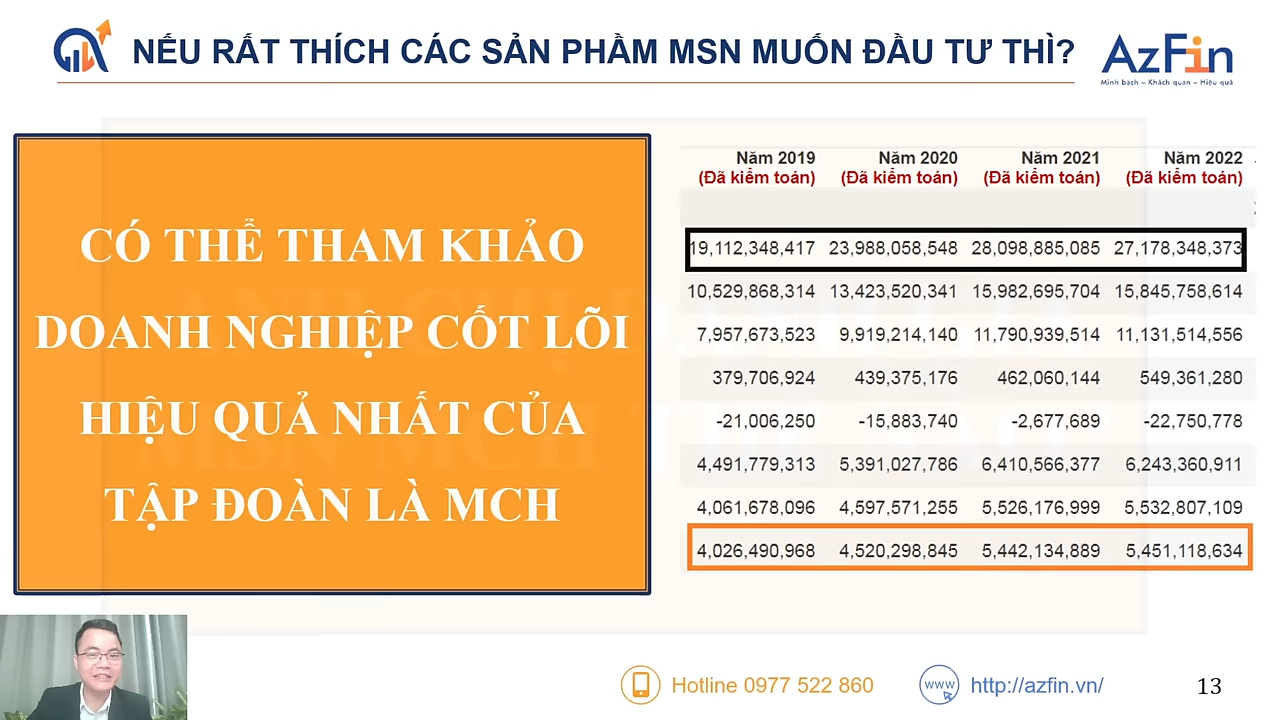 NẾU RẤT THÍCH CÁC SẢN PHẦM MSN MUỐN ĐẦU TƯ THÌ?
AzFin
Minh bạch – Khách quan – Hiệu quả
CÓ THỂ THAM KHẢO
DOANH NGHIỆP CỐT LÕI
HIỆU QUẢ NHẤT CỦA
TẬP ĐOÀN LÀ MCH
Năm 2019 Năm 2020 Năm 2021 Năm 2022
(Đã kiểm toán) (Đã kiểm toán) (Đã kiểm toán) (Đã kiểm toán)
19,112,348,417 23,988,058,548 28,098,885,085 27,178,348,373
10,529,868,314 13,423,520,341 15,982,695,704 15,845,758,614
7,957,673,523 9,919,214,140 11,790,939,514 11,131,514,556
379,706,924 439,375,176 462,060,144 549,361,280
-21,006,250 -15,883,740 -2,677,689 -22,750,778
4,491,779,313 5,391,027,786 6,410,566,377 6,243,360,911
4,061,678,096 4,597,571,255 5,526,176,999 5,532,807,109
4,026,490,968 4,520,298,845 5,442,134,889 5,451,118,634
Hotline 0977 522 860
www
http://azfin.vn/
13